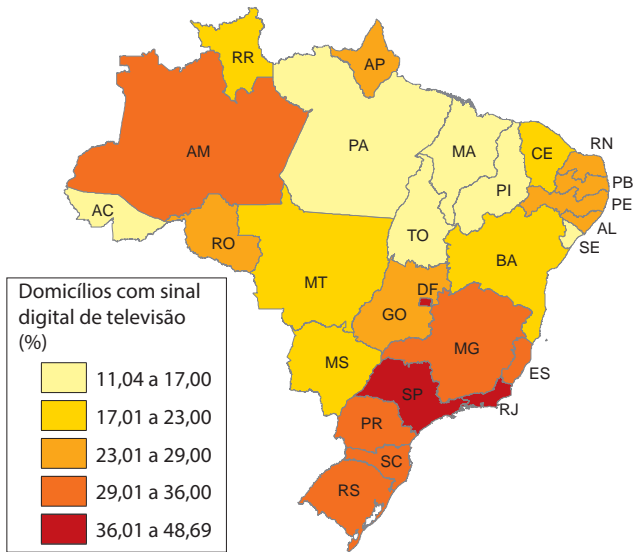 RR
AP
AM
PA
MA
CE
RN
PB
PE
AL
SE
PI
AC
RO
TO
BA
MT
DF
GO
MS
MG
ES
SP
RJ
PR
SC
RS
Domicílios com sinal
digital de televisão
(%)
11,04 a 17,00
17,01 a 23,00
23,01 a 29,00
29,01 a 36,00
36,01 a 48,69